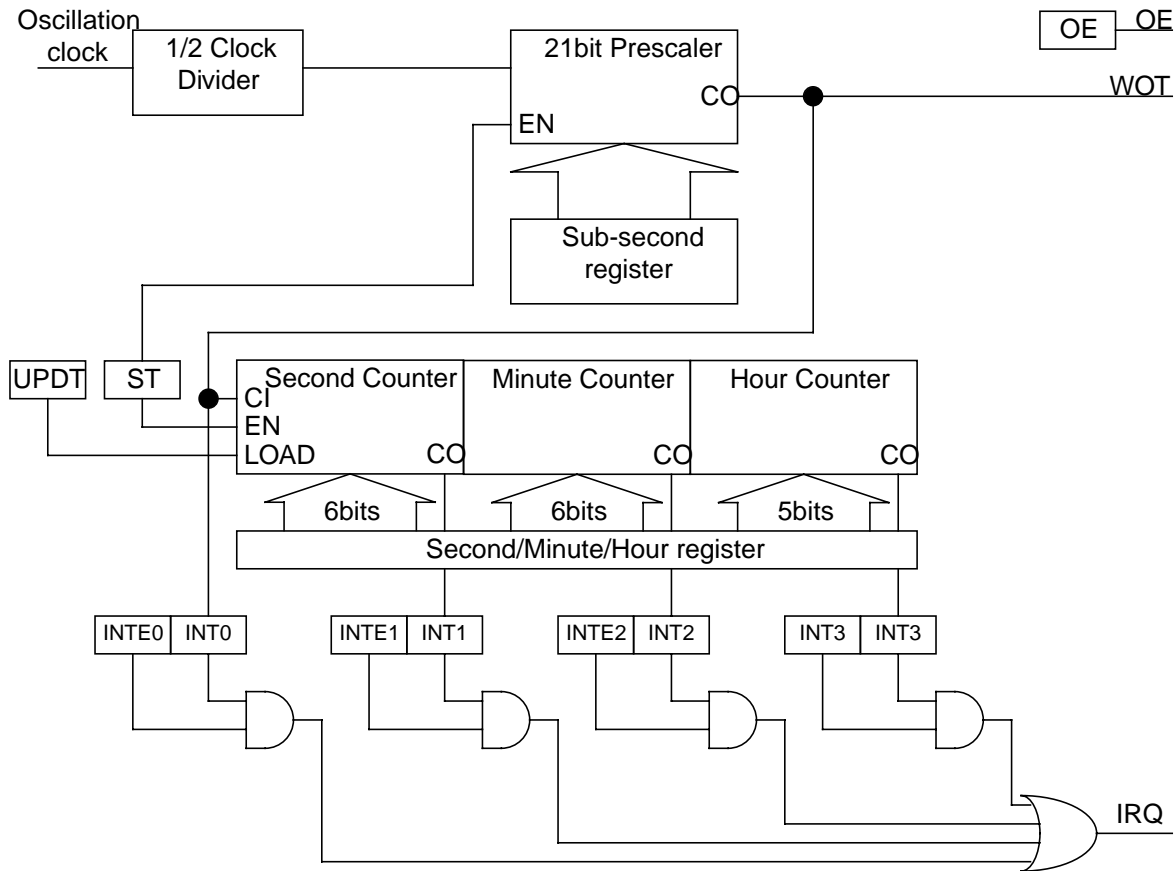 Oscillation
clock
1/2 Clock
Divider
21bit Prescaler
CO
EN
OE
OE
WOT
Sub-second
register
UPDT
ST
Second Counter
Minute Counter
Hour Counter
CI
EN
LOAD
CO
CO
CO
6bits
6bits
5bits
Second/Minute/Hour register
INTE0
INT0
INTE1
INT1
INTE2
INT2
INT3
INT3
IRQ